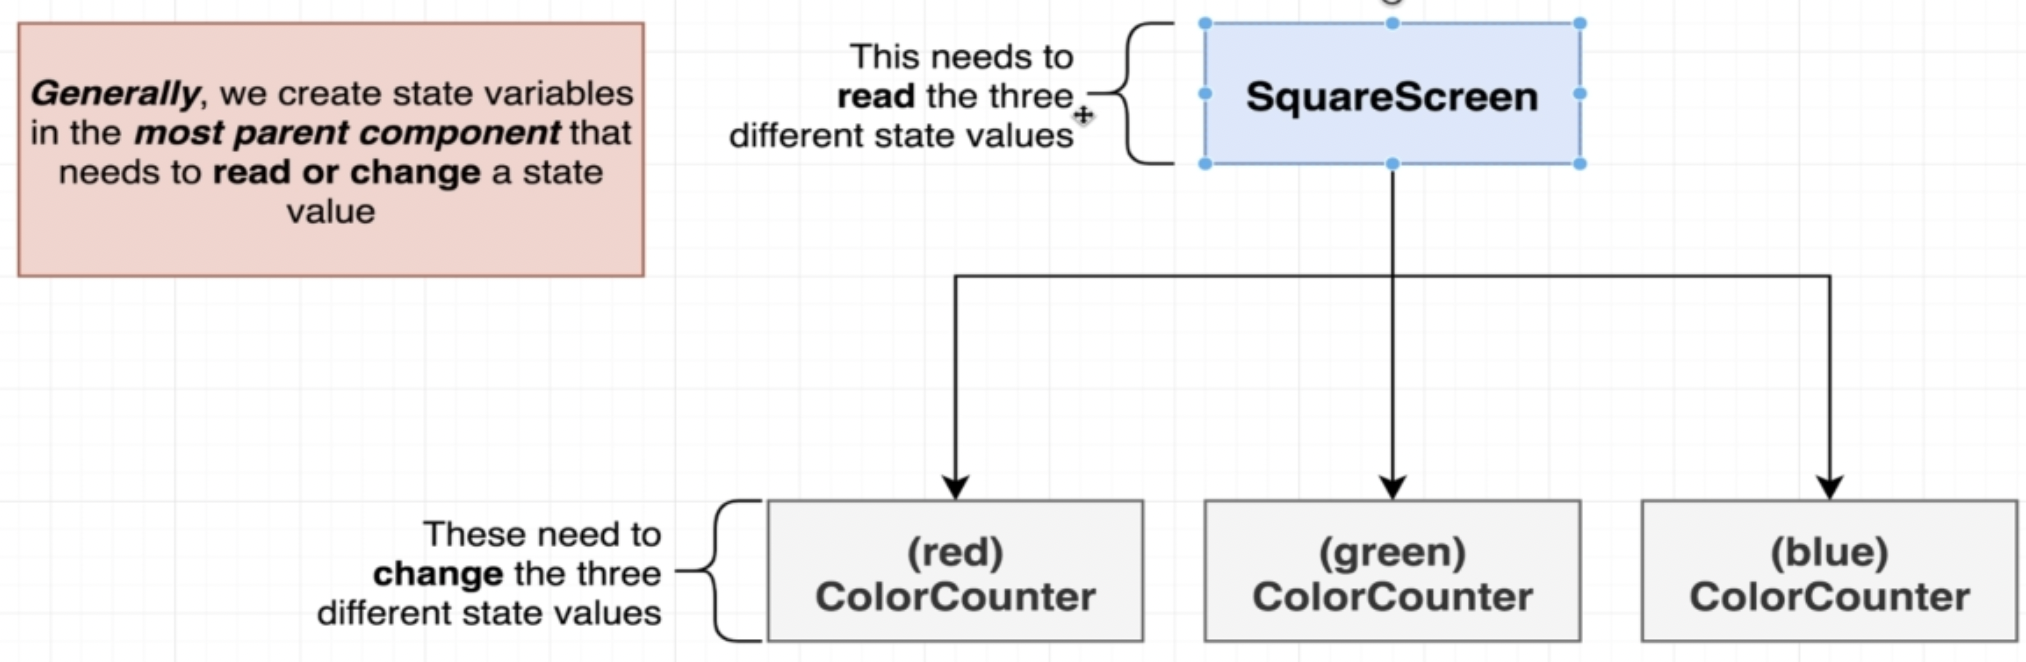 Generally, we create state variables
in the most parent component that
needs to read or change a state
value
This needs to
read the three
different state values
SquareScreen
These need to
change the three
different state values
(red)
ColorCounter
(green)
ColorCounter
(blue)
ColorCounter